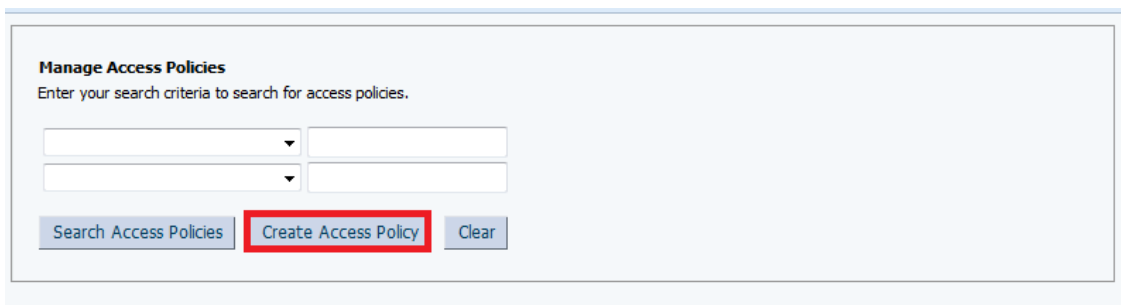 Manage Access Policies
Enter your search criteria to search for access policies.
Search Access Policies Create Access Policy Clear